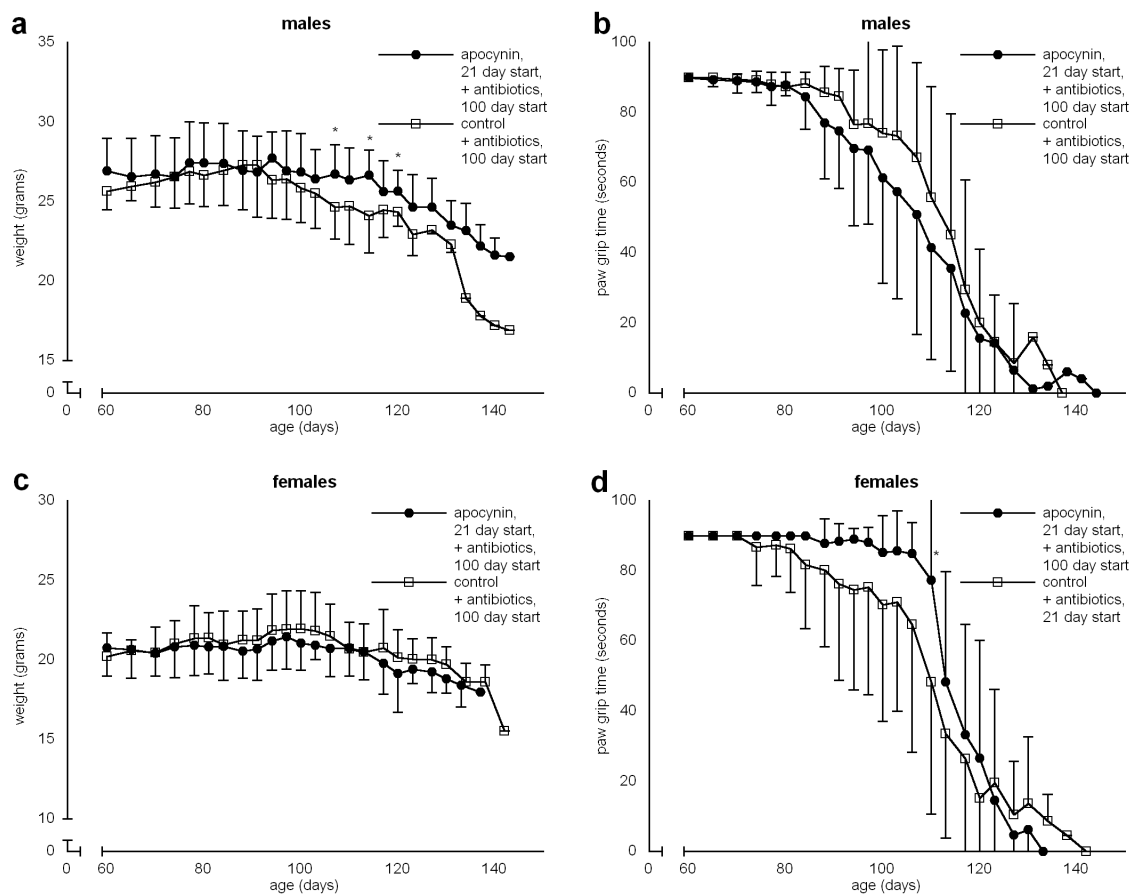 a
males
35
30
25
20
15
0
weight (grams)
apocynin,
21 day start,
+ antibiotics,
100 day start
control
+ antibiotics,
100 day start
* * *
0 60 80 100 120 140
age (days)
b
males
100
80
60
40
20
0
paw grip time (seconds)
apocynin,
21 day start,
+ antibiotics,
100 day start
control
+ antibiotics,
100 day start
0 60 80 100 120 140
age (days)
c
females
30
25
20
15
10
0
weight (grams)
apocynin,
21 day start,
+ antibiotics,
100 day start
control
+ antibiotics,
100 day start
0 60 80 100 120 140
age (days)
d
females
100
80
60
40
20
0
paw grip time (seconds)
apocynin,
21 day start,
+ antibiotics,
100 day start
control
+ antibiotics,
21 day start
*
0 60 80 100 120 140
age (days)